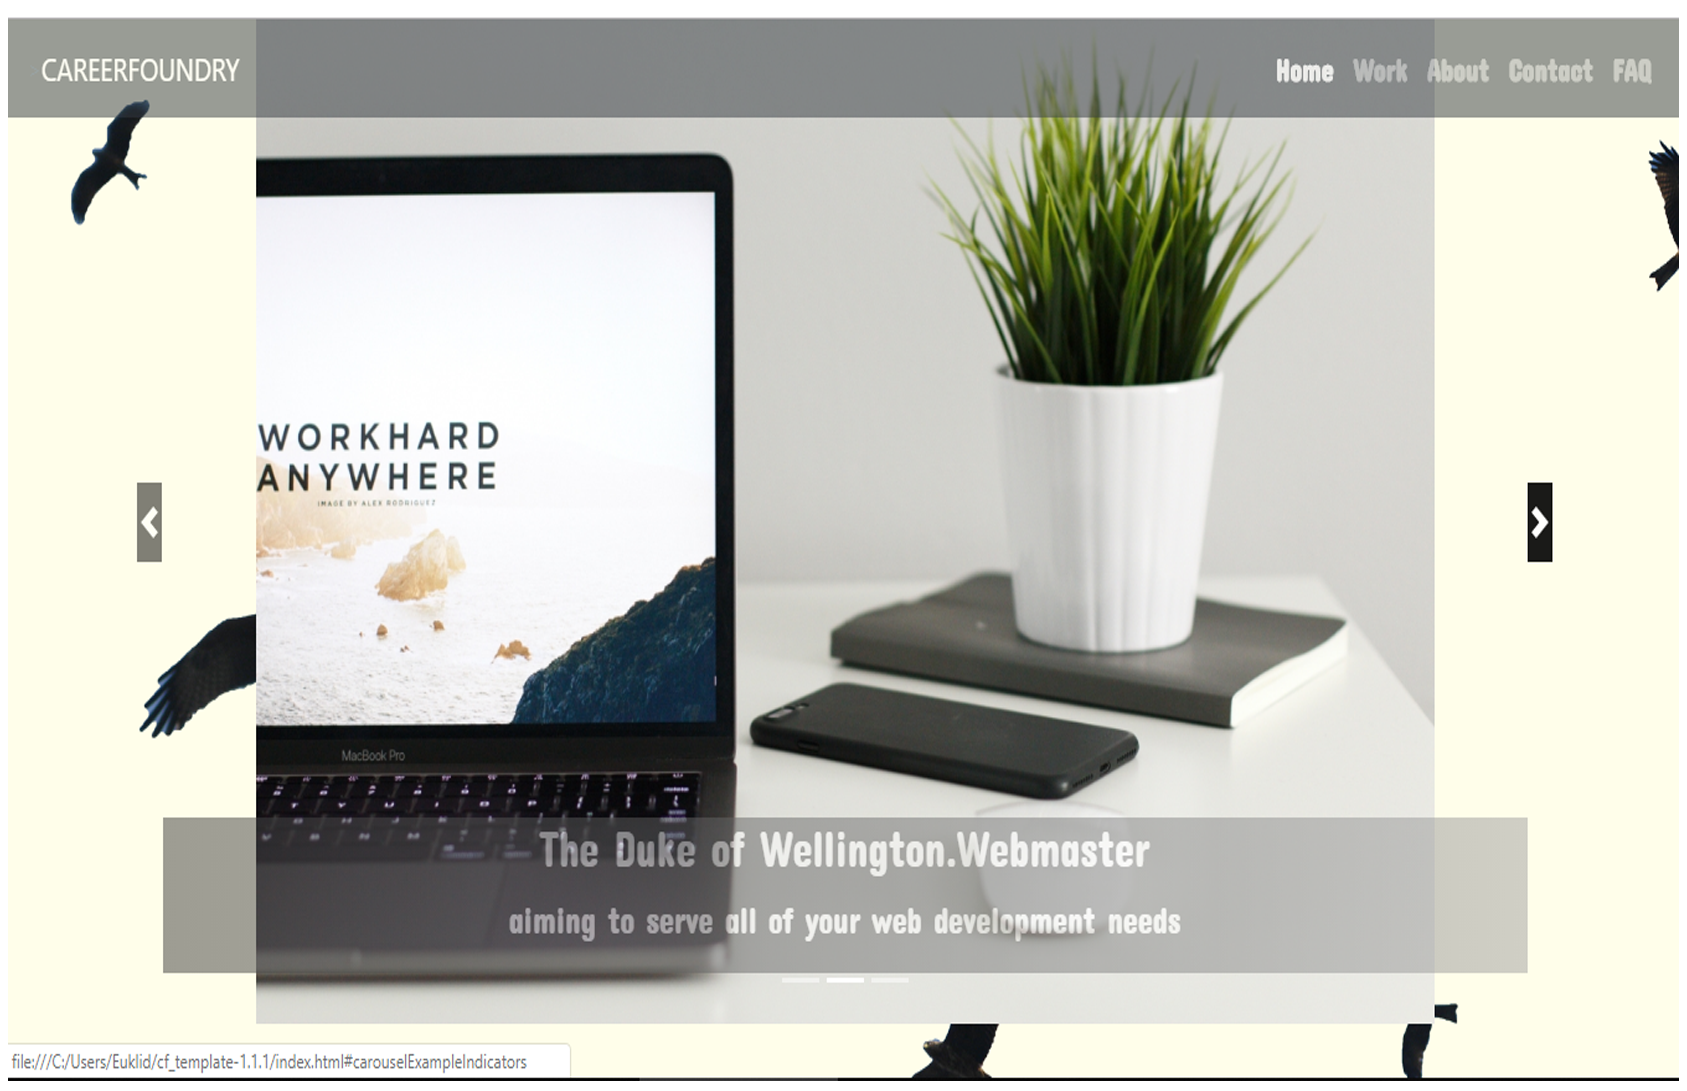 CAREERFOUNDRY
Home Work About Contact FAQ
WORKHARD
ANYWHERE
IMAGE BY ALEX RODRIGUEZ
MacBook Pro
The Duke of Wellington.Webmaster
aiming to serve all of your web development needs
file:///C:/Users/Euklid/cf_template-1.1.1/index.html#carouselExampleIndicators